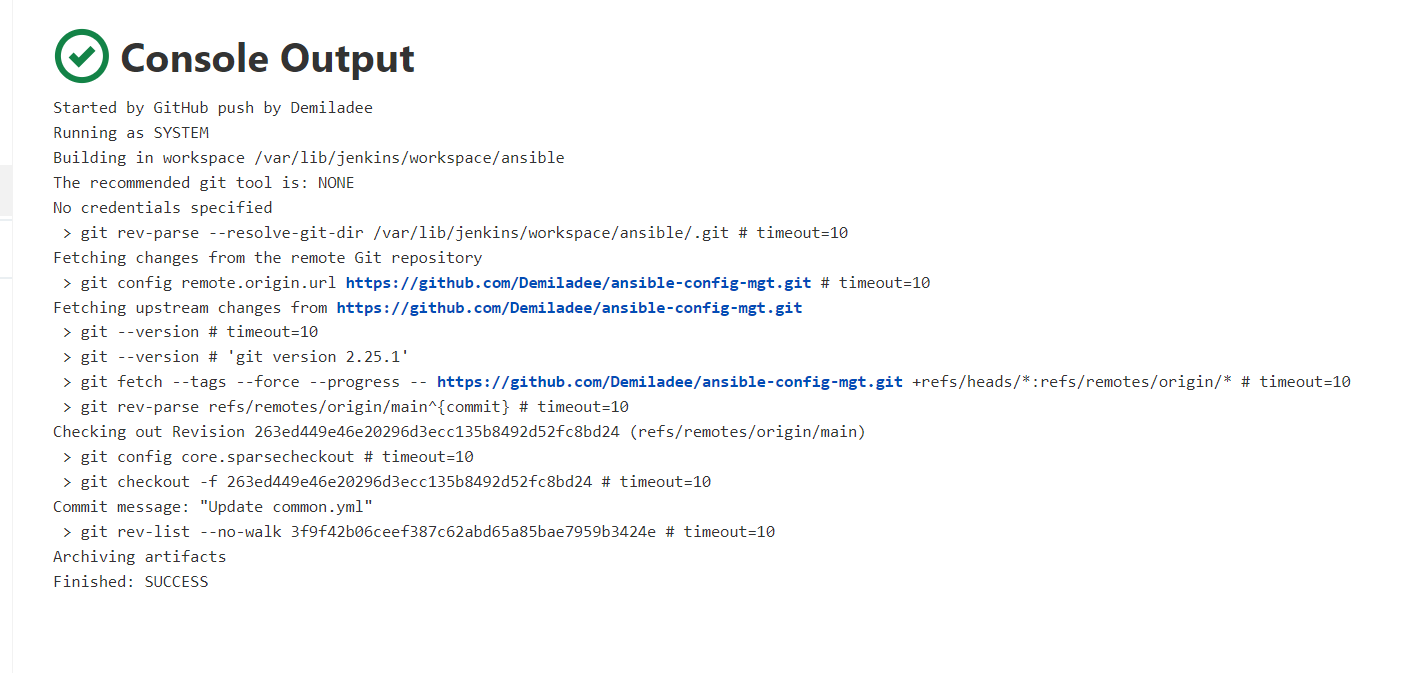 Console Output
Started by GitHub push by Demiladee
Running as SYSTEM
Building in workspace /var/lib/jenkins/workspace/ansible
The recommended git tool is: NONE
No credentials specified
 > git rev-parse --resolve-git-dir /var/lib/jenkins/workspace/ansible/.git # timeout=10
Fetching changes from the remote Git repository
 > git config remote.origin.url https://github.com/Demiladee/ansible-config-mgt.git # timeout=10
Fetching upstream changes from https://github.com/Demiladee/ansible-config-mgt.git
 > git --version # timeout=10
 > git --version # 'git version 2.25.1'
 > git fetch --tags --force --progress -- https://github.com/Demiladee/ansible-config-mgt.git +refs/heads/*:refs/remotes/origin/* # timeout=10
 > git rev-parse refs/remotes/origin/main^{commit} # timeout=10
Checking out Revision 263ed449e46e20296d3ecc135b8492d52fc8bd24 (refs/remotes/origin/main)
 > git config core.sparsecheckout # timeout=10
 > git checkout -f 263ed449e46e20296d3ecc135b8492d52fc8bd24 # timeout=10
Commit message: "Update common.yml"
 > git rev-list --no-walk 3f9f42b06ceef387c62abd65a85bae7959b3424e # timeout=10
Archiving artifacts
Finished: SUCCESS